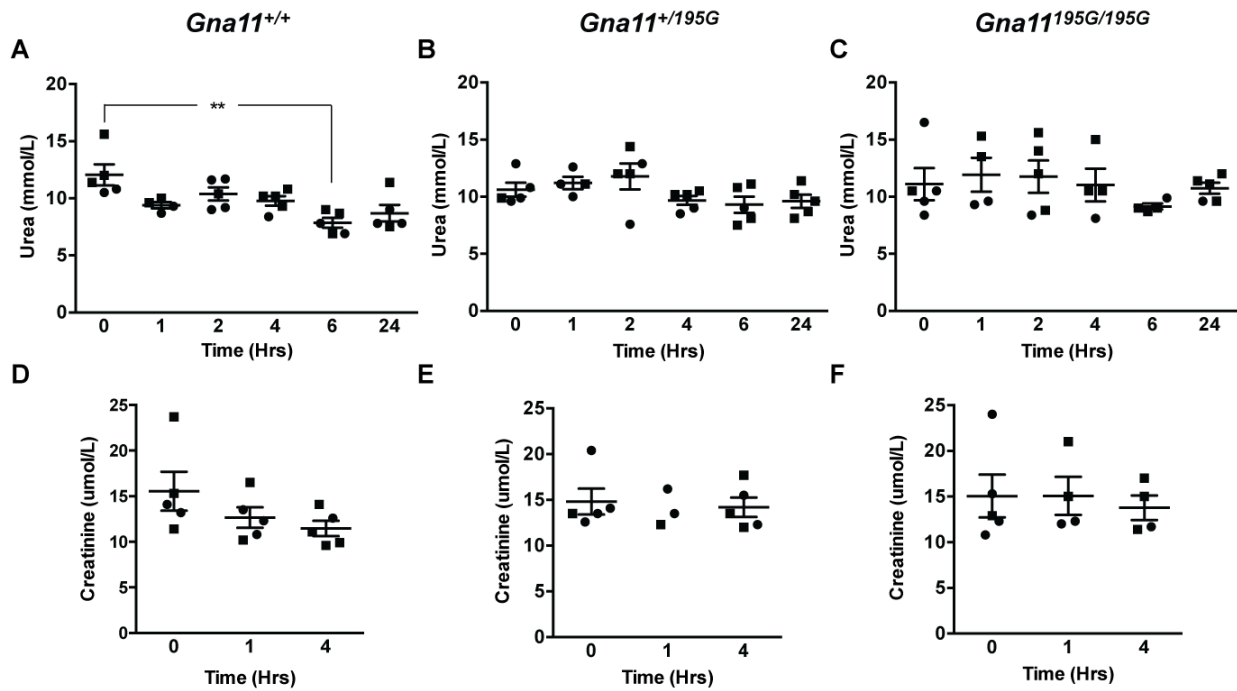 Gna11+/+
Gna11+/195G
Gna11195G/195G
A
Urea (mmol/L)
20
15
10
5
0
**
0 1 2 4 6 24
Time (Hrs)
B
Urea (mmol/L)
20
15
10
5
0
0 1 2 4 6 24
Time (Hrs)
C
Urea (mmol/L)
20
15
10
5
0
0 1 2 4 6 24
Time (Hrs)
D
Creatinine (umol/L)
25
20
15
10
5
0
0 1 4
Time (Hrs)
E
Creatinine (umol/L)
25
20
15
10
5
0
0 1 4
Time (Hrs)
F
Creatinine (umol/L)
25
20
15
10
5
0
0 1 4
Time (Hrs)